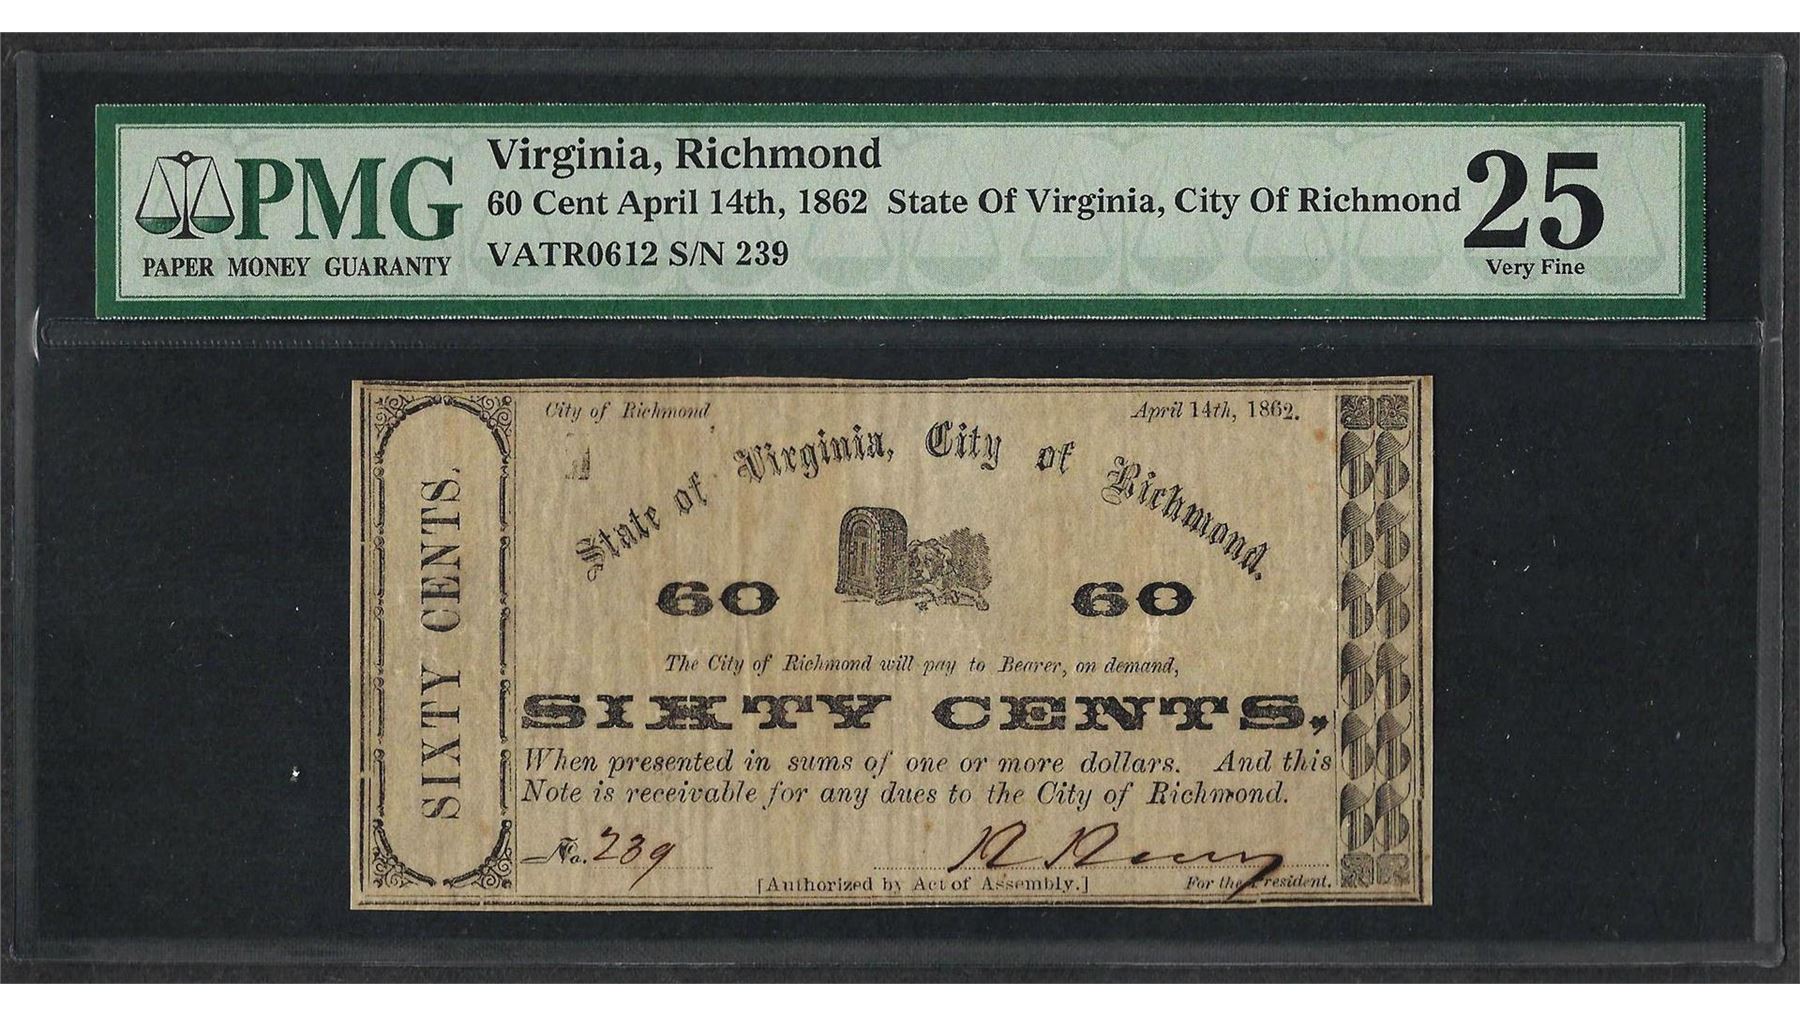 PMG
PAPER MONEY GUARANTY
Virginia, Richmond
60 Cent April 14th, 1862 State Of Virginia, City Of Richmond
VATR0612 S/N 239
25
Very Fine
SIXTY CENTS.
City of Richmond
April 14th, 1862.
State of Virginia, City of Richmond.
60
60
The City of Richmond will pay to Bearer, on demand,
SIXTY CENTS,
When presented in sums of one or more dollars. And this
Note is receivable for any dues to the City of Richmond.
No. 239
[Authorized by Act of Assembly.]
For the President.